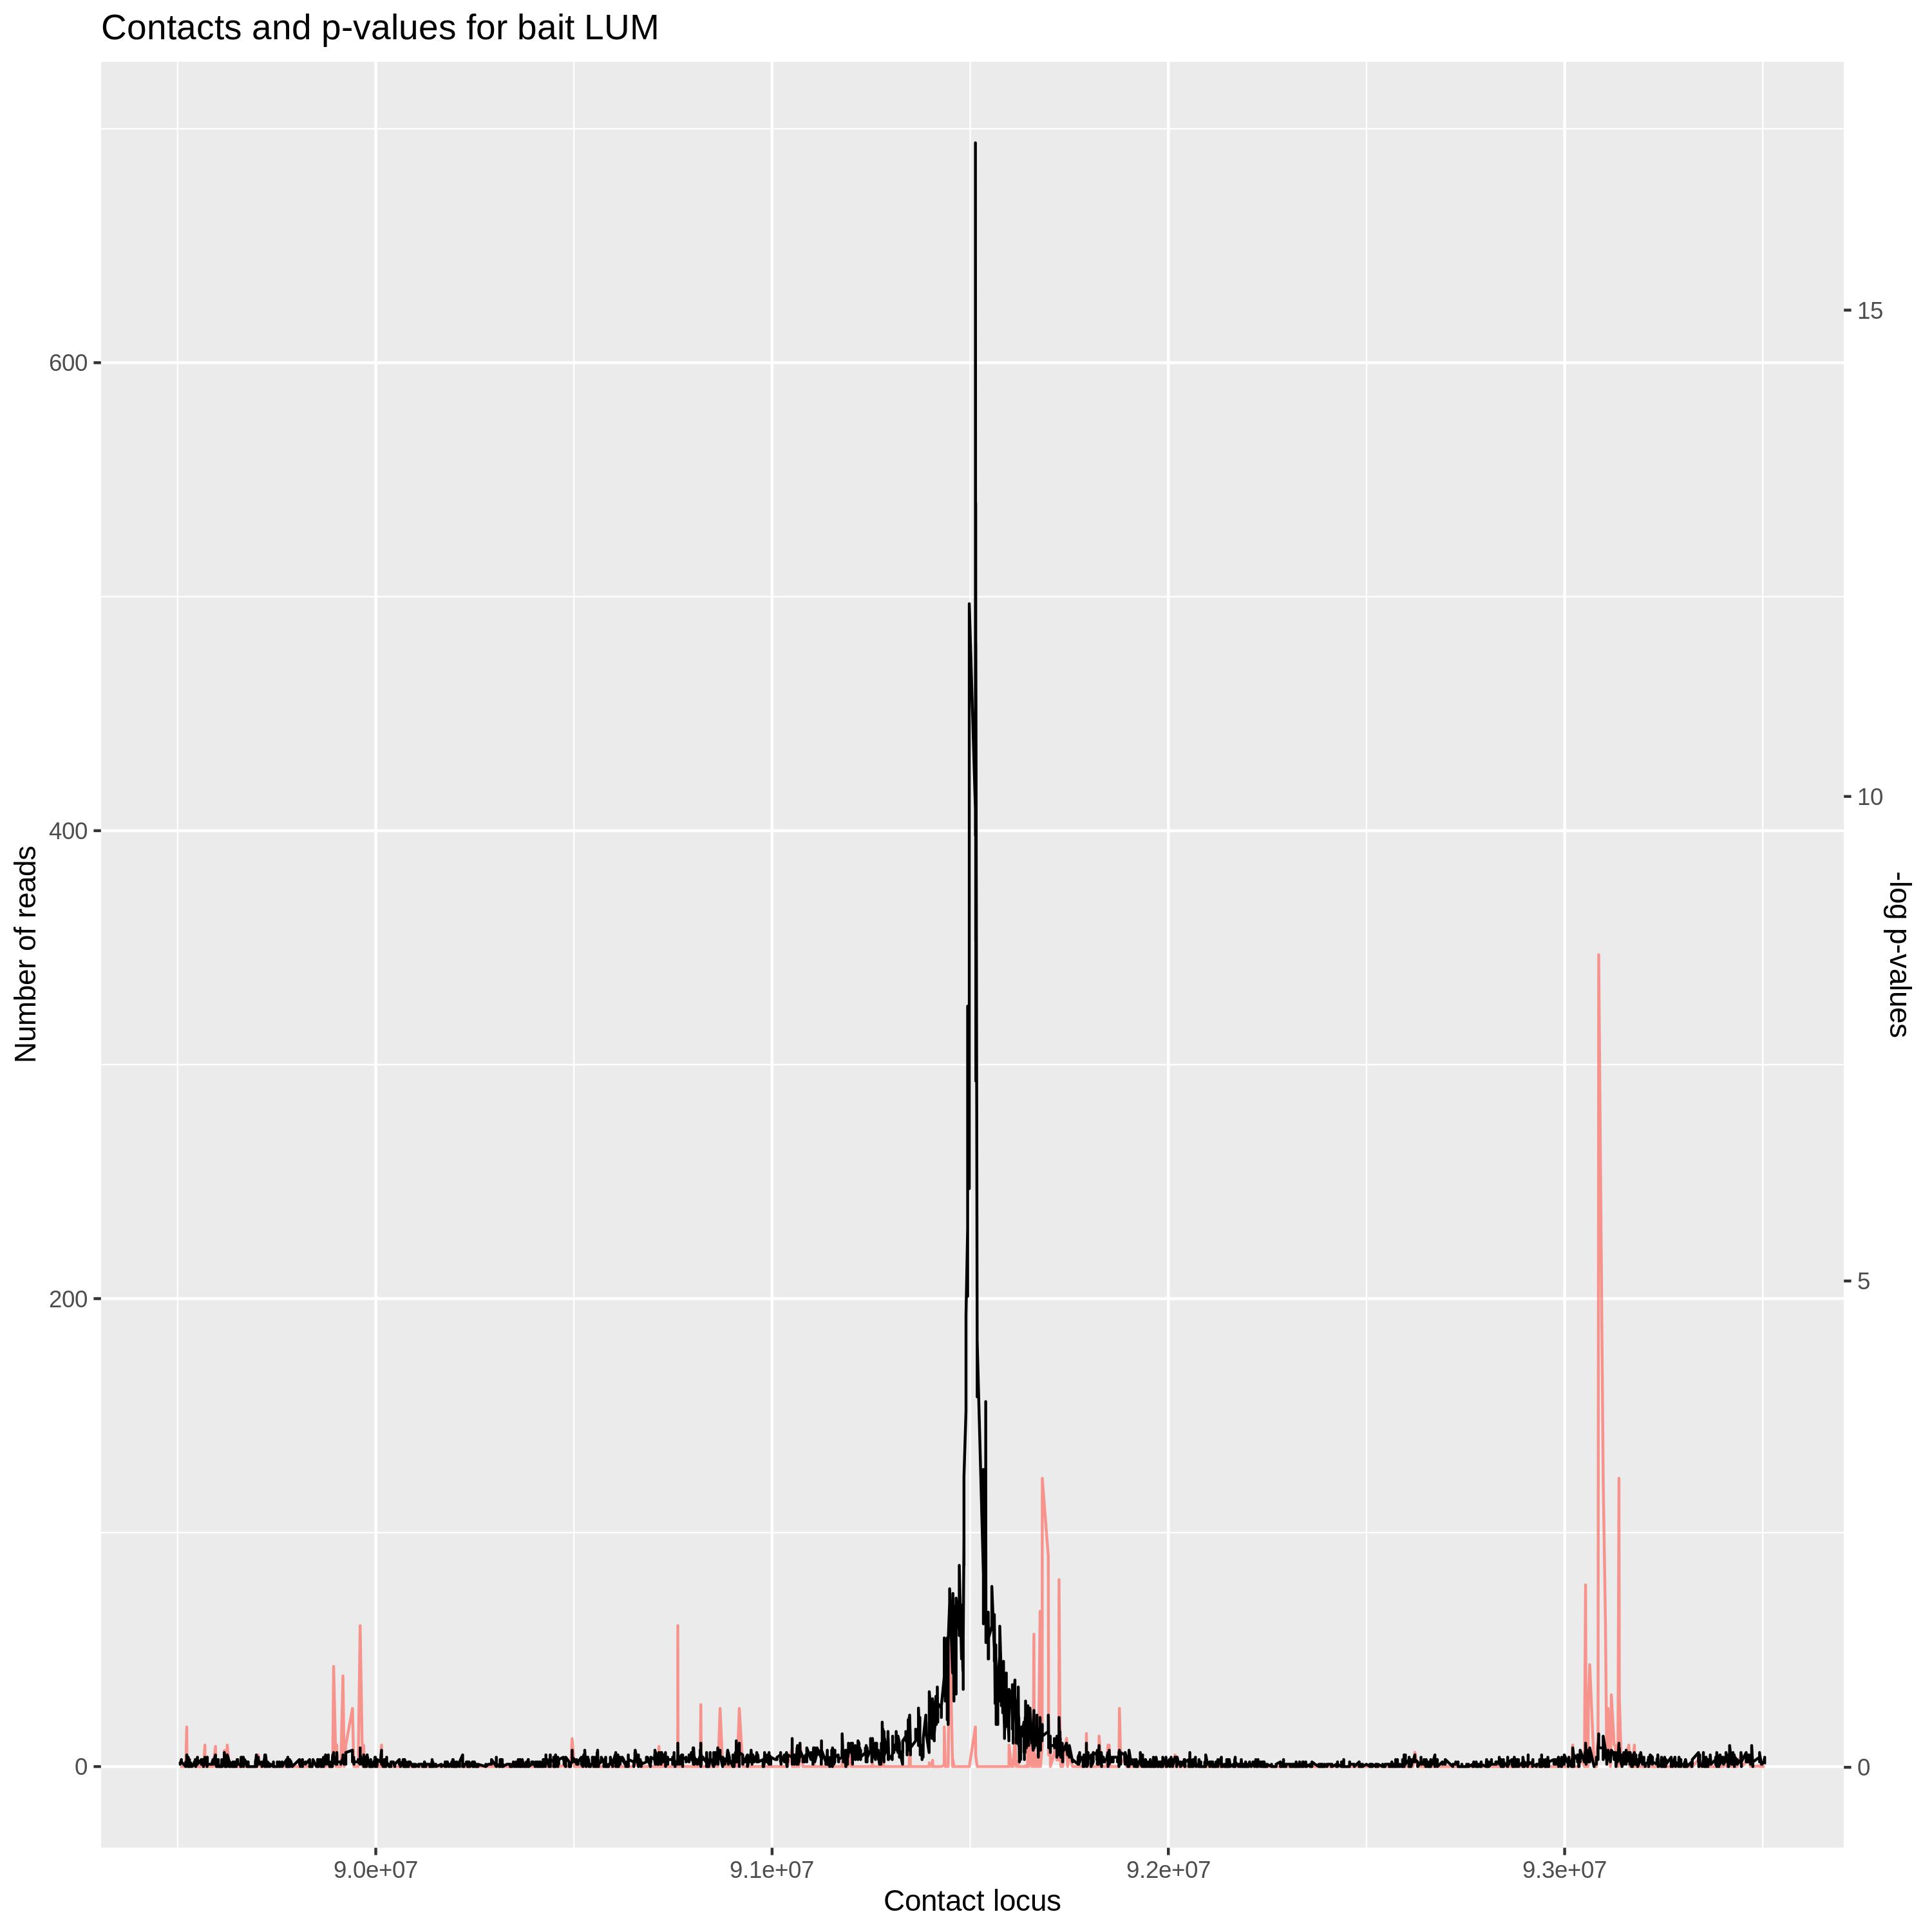 Contacts and p-values for bait LUM
Number of reads
600
400
200
0
15
10
5
0
-log p-values
9.0e+07
9.1e+07
9.2e+07
9.3e+07
Contact locus